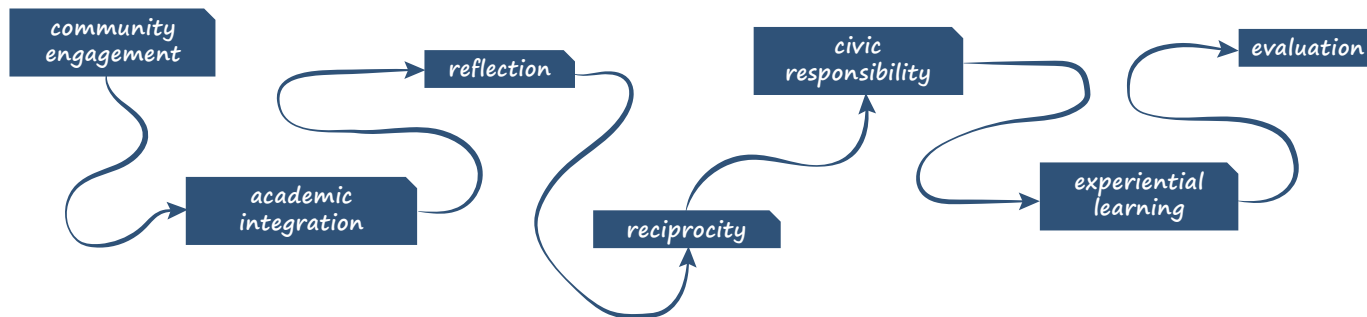 community
engagement
academic
integration
reflection
reciprocity
civic
responsibility
experiential
learning
evaluation